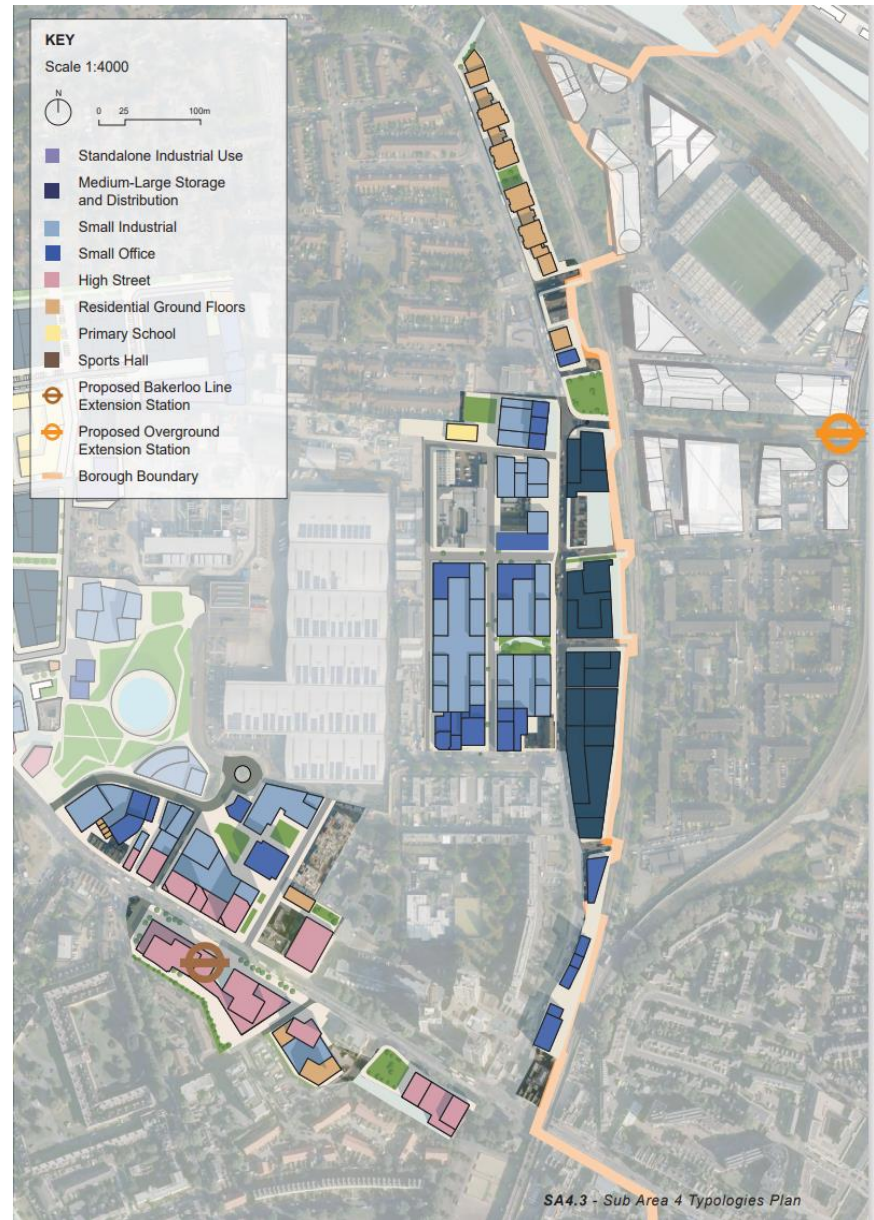 KEY
Scale 1:4000
N
0 25 100m
Standalone Industrial Use
Medium-Large Storage
and Distribution
Small Industrial
Small Office
High Street
Residential Ground Floors
Primary School
Sports Hall
Proposed Bakerloo Line
Extension Station
Proposed Overground
Extension Station
Borough Boundary
SA4.3 - Sub Area 4 Typologies Plan